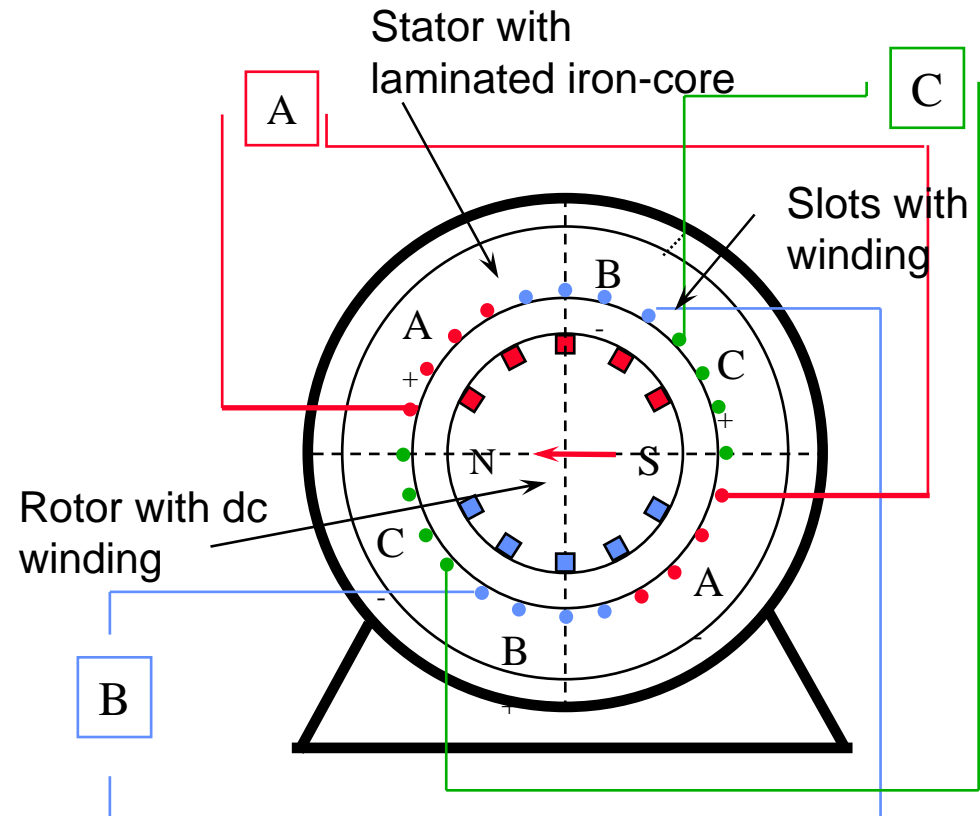 Stator with
laminated iron-core
A
C
Slots with
winding
B
A
-
+
C
+
N
S
Rotor with dc
winding
C
-
A
-
B
+
B